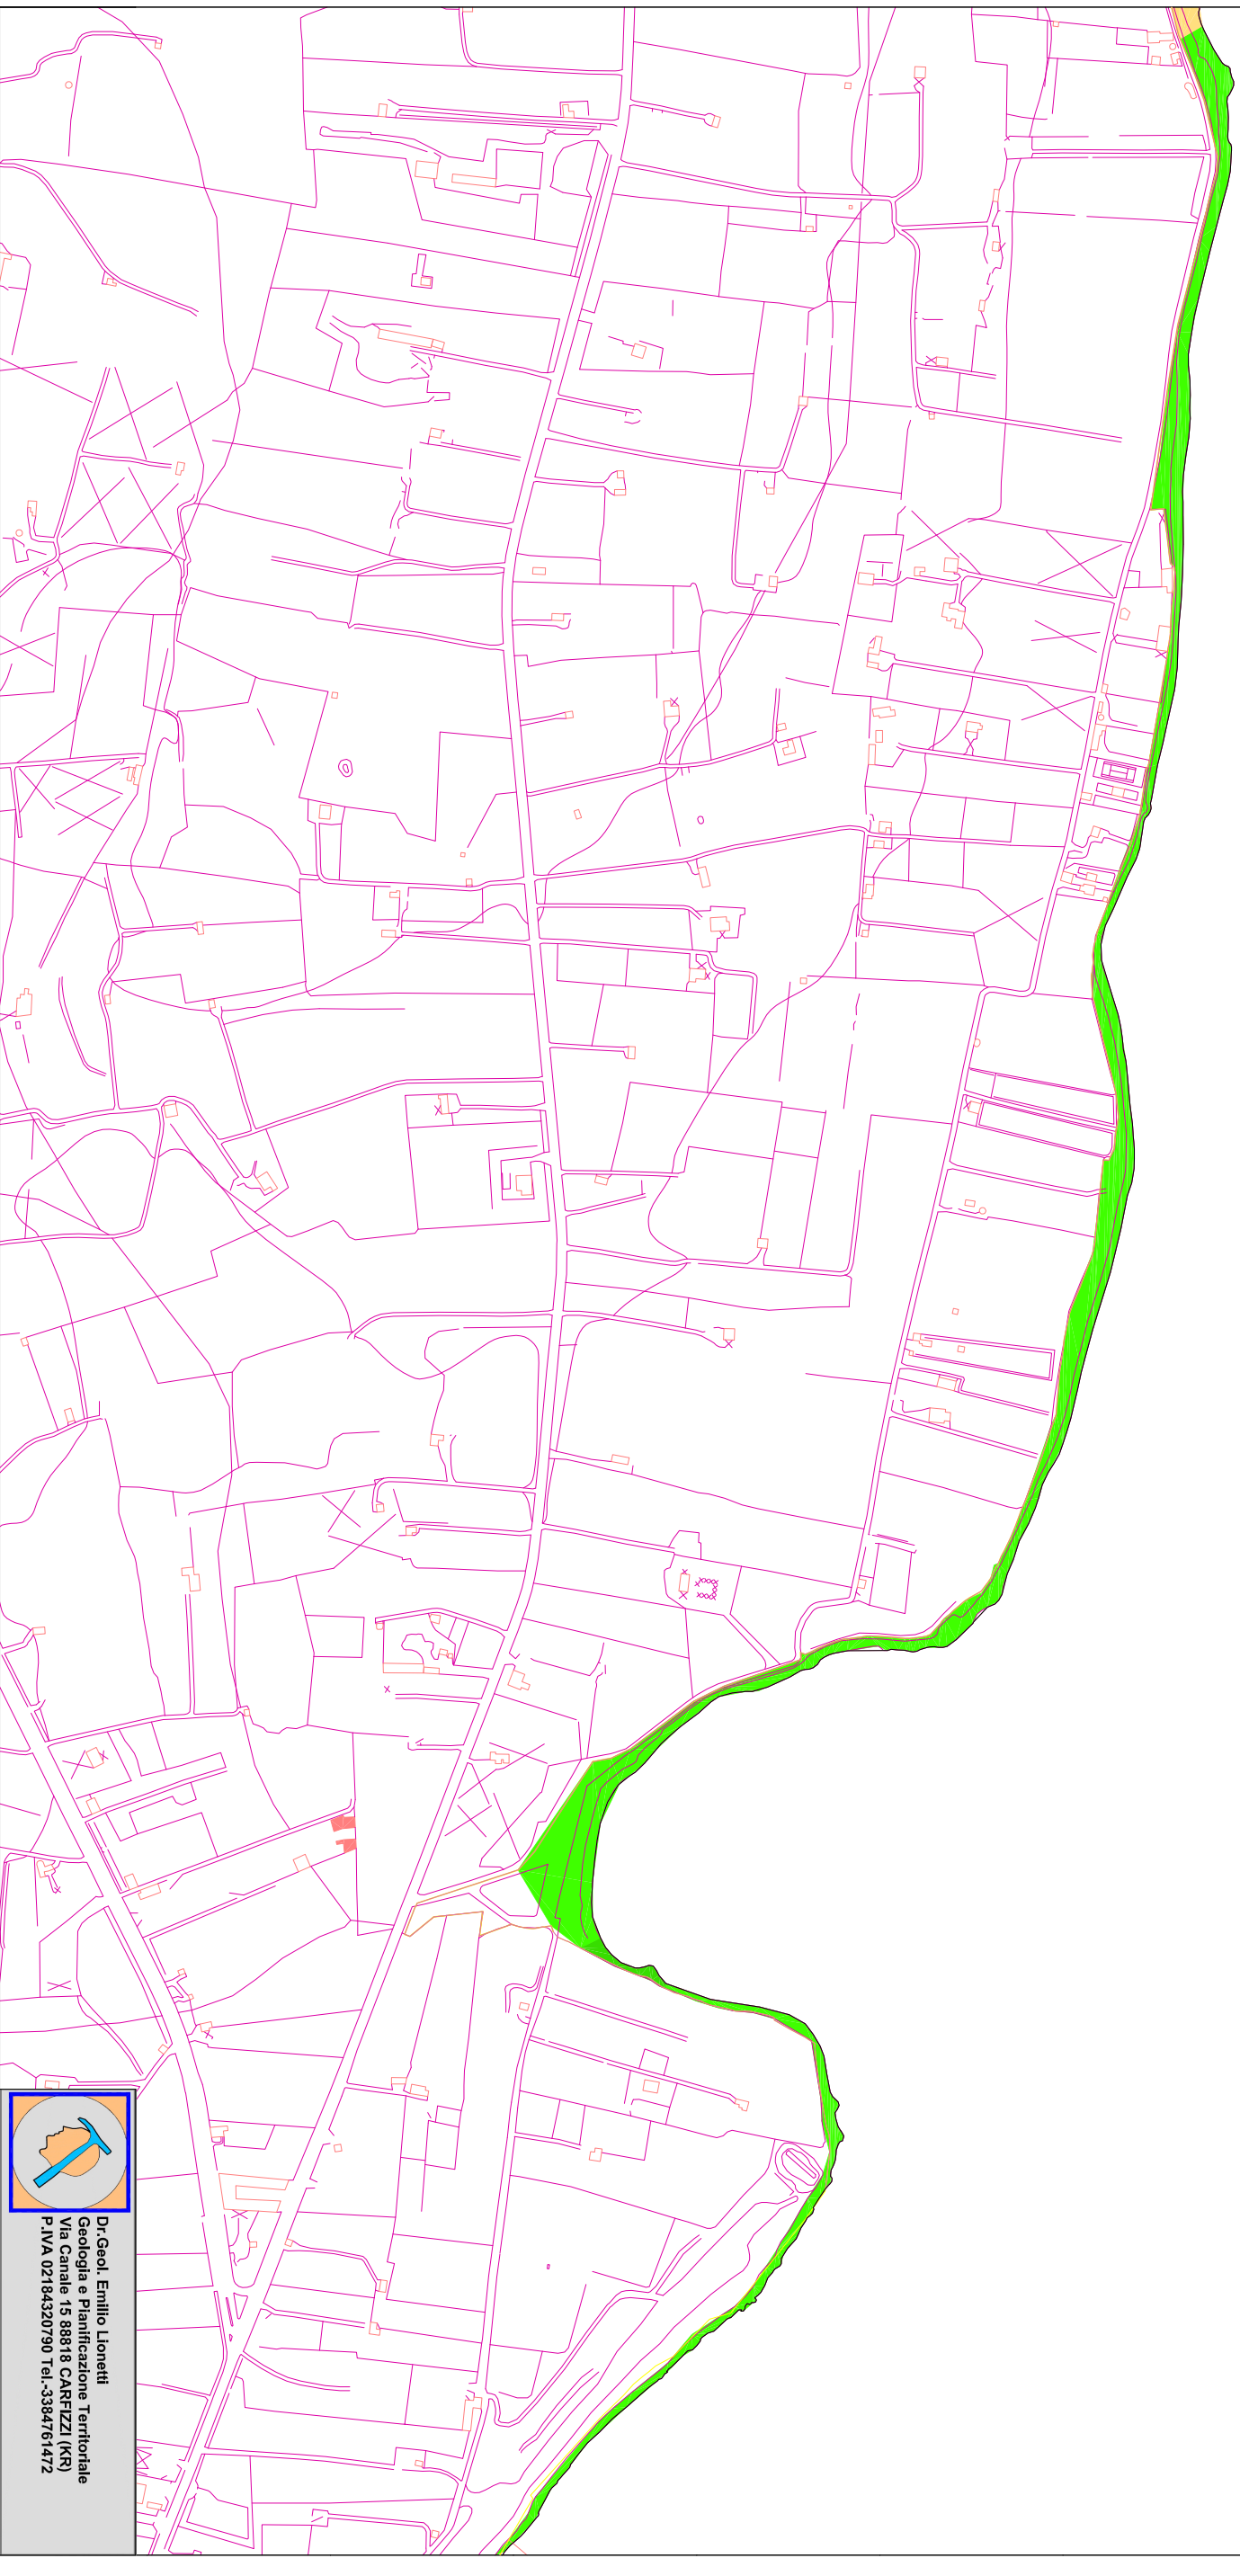 Dr.Geol. Emilio Lionetti
Geologia e Pianificazione Territoriale
Via Canale 15 88818 CARFIZZI (KR)
P.IVA 02184320790 Tel.-3384761472